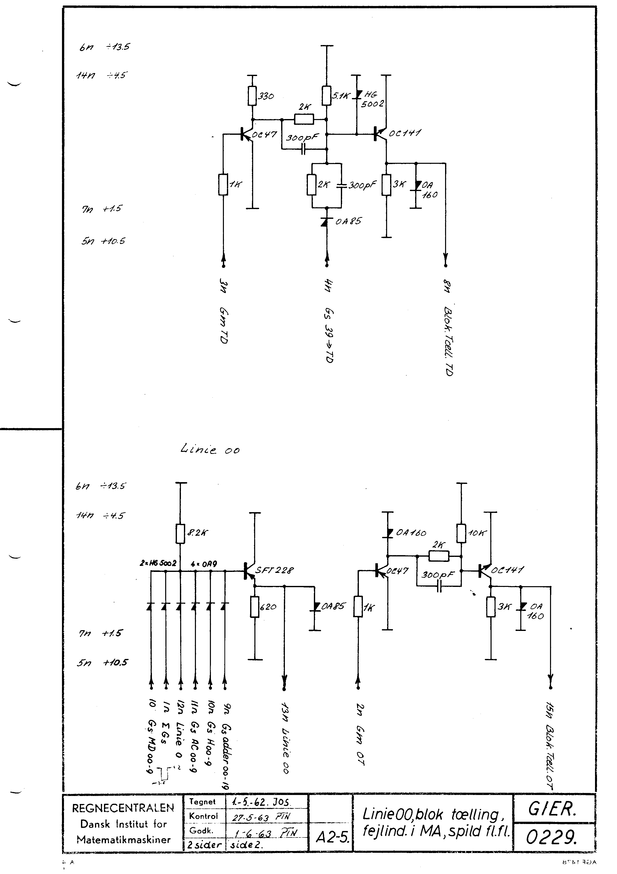 6n ÷13.5
14n ÷4.5
330
5.1K
HG
5002
2K
OC47
300pF
OC141
1K
2K
300pF
3K
OA
160
7n +1.5
OA85
5n +10.5
3n Gm TD
4n Gs 39→TD
8n Blok.Tæll.TD
Linie 00
6n ÷13.5
14n ÷4.5
8.2K
OA160
10K
2K
2×HG5002
6×OA9
SFT228
OC47
300pF
OC141
620
OA85
1K
3K
OA
160
7n +1.5
5n +10.5
10 Gs MD 00-9
11n Σ Gs
12n Linie 0
11n Gs AC 00-9
10n Gs H 00-9
9n Gs adder 00-19
13n Linie 00
2n Gm OT
15n Blok.Tæll.OT
REGNECENTRALEN
Dansk Institut for
Matematikmaskiner
Tegnet 1-5-62. JOS.
Kontrol 27-5-63 PIN
Godk. 1-6-63 PIN
2 sider side 2.
A2-5.
Linie00, blok tælling,
fejlind. i MA, spild fl.fl.
GIER.
0229.